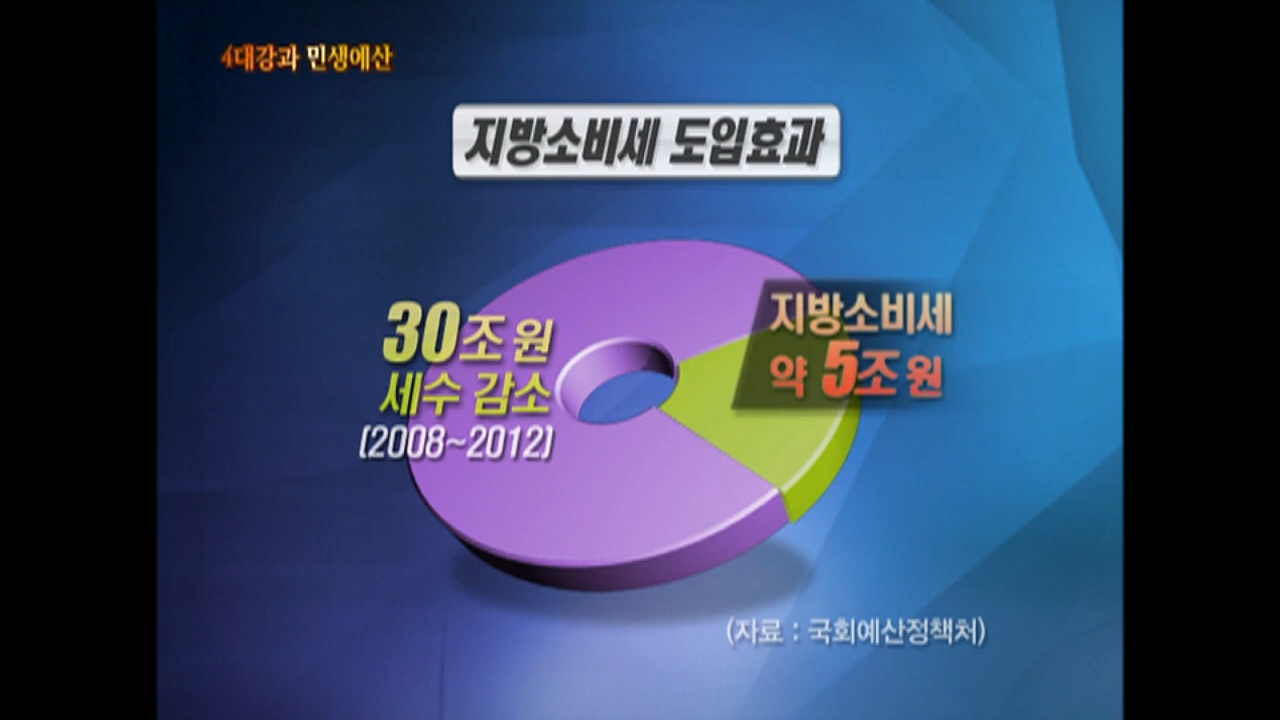 4대강과 민생예산
지방소비세 도입효과
30조 원
세수 감소
(2008~2012)
지방소비세
약 5조 원
(자료 : 국회예산정책처)